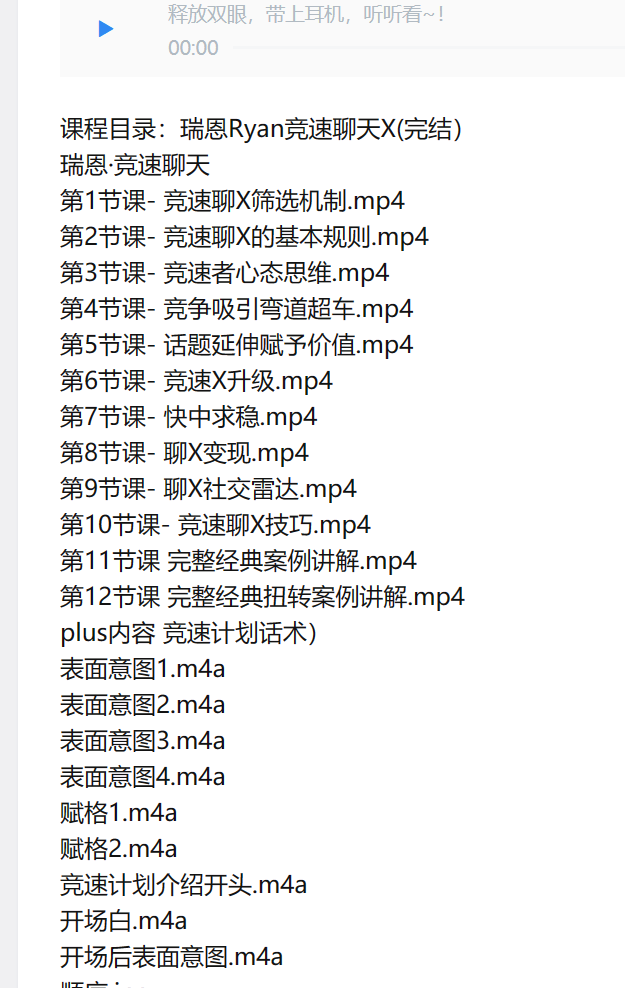 释放双眼，带上耳机，听听看~！
00:00
课程目录：瑞恩Ryan竞速聊天X(完结）
瑞恩·竞速聊天
第1节课- 竞速聊X筛选机制.mp4
第2节课- 竞速聊X的基本规则.mp4
第3节课- 竞速者心态思维.mp4
第4节课- 竞争吸引弯道超车.mp4
第5节课- 话题延伸赋予价值.mp4
第6节课- 竞速X升级.mp4
第7节课- 快中求稳.mp4
第8节课- 聊X变现.mp4
第9节课- 聊X社交雷达.mp4
第10节课- 竞速聊X技巧.mp4
第11节课 完整经典案例讲解.mp4
第12节课 完整经典扭转案例讲解.mp4
plus内容 竞速计划话术）
表面意图1.m4a
表面意图2.m4a
表面意图3.m4a
表面意图4.m4a
赋格1.m4a
赋格2.m4a
竞速计划介绍开头.m4a
开场白.m4a
开场后表面意图.m4a